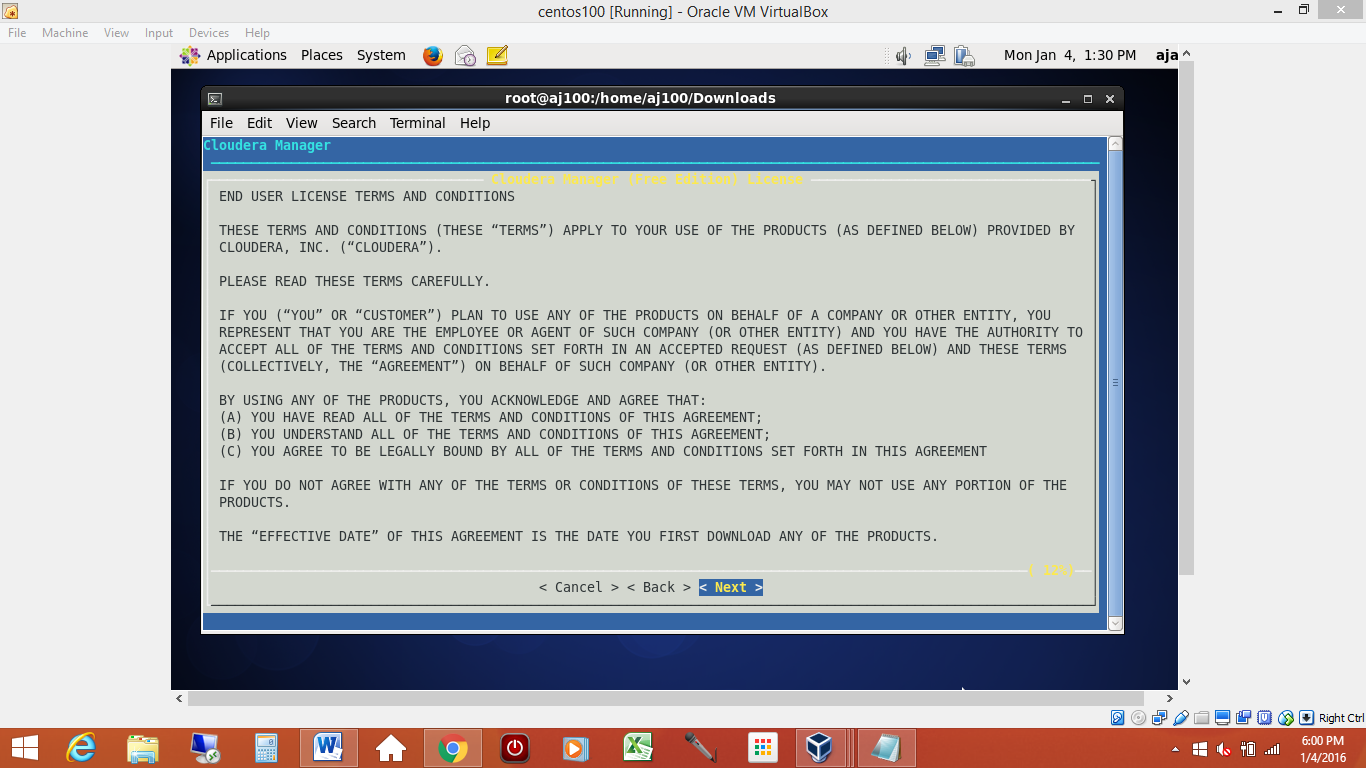 centos100 [Running] - Oracle VM VirtualBox
File Machine View Input Devices Help
Applications Places System Mon Jan 4, 1:30 PM aja
root@aj100:/home/aj100/Downloads
File Edit View Search Terminal Help
Cloudera Manager
Cloudera Manager (Free Edition) License
END USER LICENSE TERMS AND CONDITIONS
THESE TERMS AND CONDITIONS (THESE “TERMS”) APPLY TO YOUR USE OF THE PRODUCTS (AS DEFINED BELOW) PROVIDED BY
CLOUDERA, INC. (“CLOUDERA”).
PLEASE READ THESE TERMS CAREFULLY.
IF YOU (“YOU” OR “CUSTOMER”) PLAN TO USE ANY OF THE PRODUCTS ON BEHALF OF A COMPANY OR OTHER ENTITY, YOU
REPRESENT THAT YOU ARE THE EMPLOYEE OR AGENT OF SUCH COMPANY (OR OTHER ENTITY) AND YOU HAVE THE AUTHORITY TO
ACCEPT ALL OF THE TERMS AND CONDITIONS SET FORTH IN AN ACCEPTED REQUEST (AS DEFINED BELOW) AND THESE TERMS
(COLLECTIVELY, THE “AGREEMENT”) ON BEHALF OF SUCH COMPANY (OR OTHER ENTITY).
BY USING ANY OF THE PRODUCTS, YOU ACKNOWLEDGE AND AGREE THAT:
(A) YOU HAVE READ ALL OF THE TERMS AND CONDITIONS OF THIS AGREEMENT;
(B) YOU UNDERSTAND ALL OF THE TERMS AND CONDITIONS OF THIS AGREEMENT;
(C) YOU AGREE TO BE LEGALLY BOUND BY ALL OF THE TERMS AND CONDITIONS SET FORTH IN THIS AGREEMENT
IF YOU DO NOT AGREE WITH ANY OF THE TERMS OR CONDITIONS OF THESE TERMS, YOU MAY NOT USE ANY PORTION OF THE
PRODUCTS.
THE “EFFECTIVE DATE” OF THIS AGREEMENT IS THE DATE YOU FIRST DOWNLOAD ANY OF THE PRODUCTS.
( 12%)
< Cancel > < Back > < Next >
Right Ctrl
6:00 PM
1/4/2016